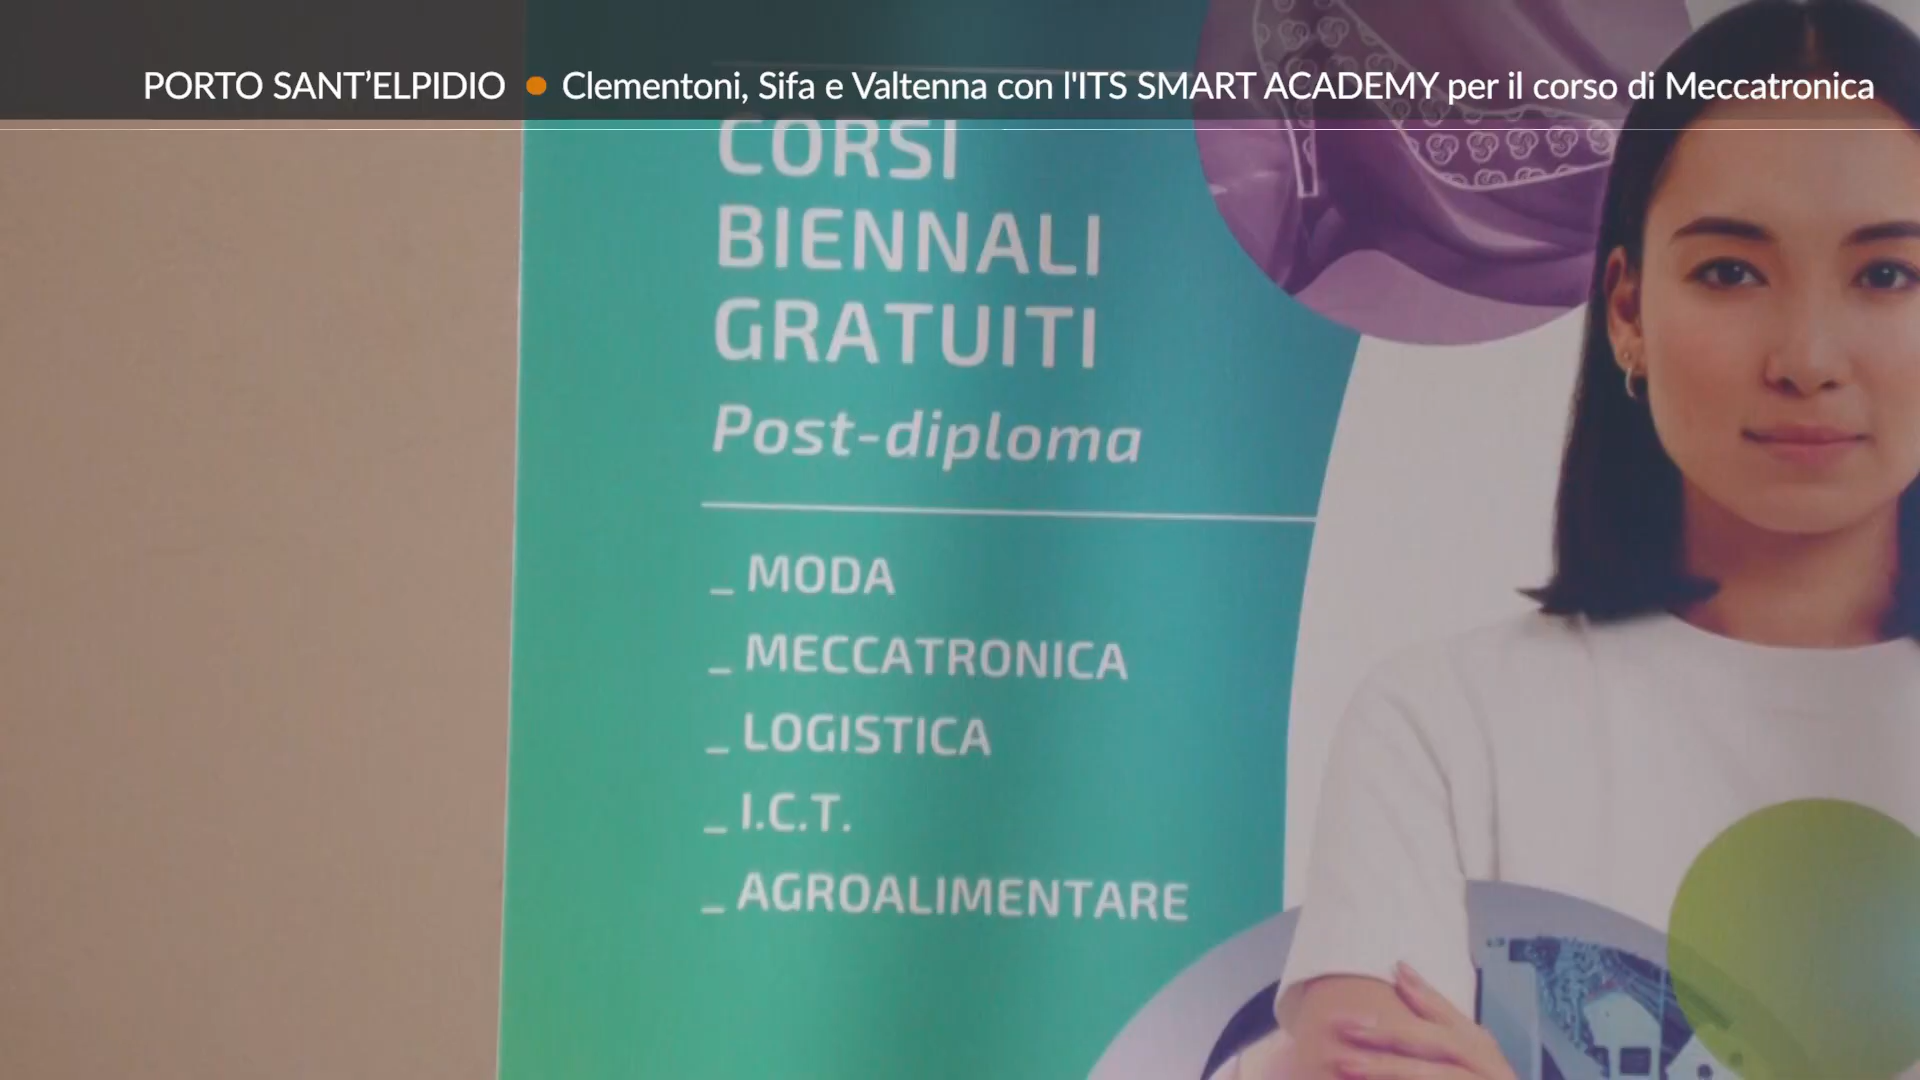 PORTO SANT’ELPIDIO ● Clementoni, Sifa e Valtenna con l'ITS SMART ACADEMY per il corso di Meccatronica
CORSI
BIENNALI
GRATUITI
Post-diploma
_ MODA
_ MECCATRONICA
_ LOGISTICA
_ I.C.T.
_ AGROALIMENTARE